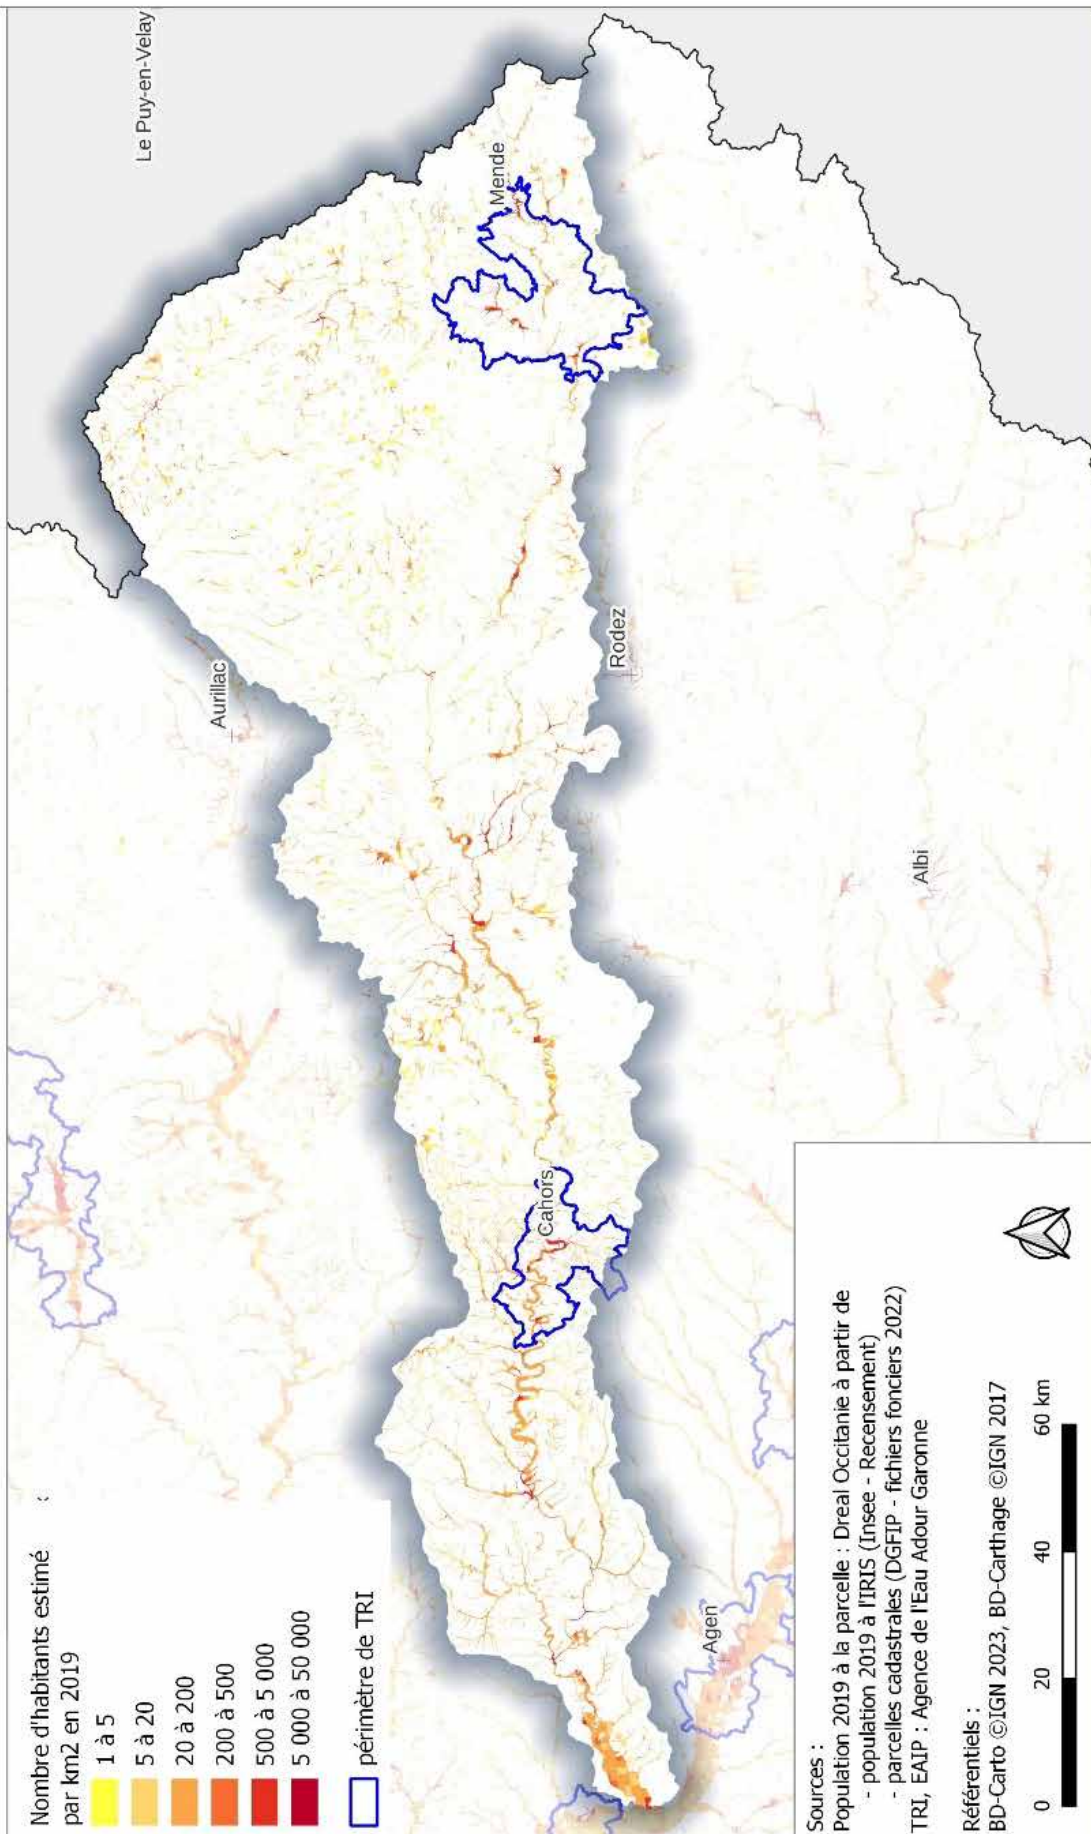 Nombre d'habitants estimé
par km2 en 2019
1 à 5
5 à 20
20 à 200
200 à 500
500 à 5 000
5 000 à 50 000
périmètre de TRI
Le Puy-en-Velay
Aurillac
Mende
Rodez
Cahors
Albi
Agen
Sources :
Population 2019 à la parcelle : Dreal Occitanie à partir de
- population 2019 à l'IRIS (Insee - Recensement)
- parcelles cadastrales (DGFIP - fichiers fonciers 2022)
TRI, EAIP : Agence de l'Eau Adour Garonne
Référentiels :
BD-Carto ©IGN 2023, BD-Carthage ©IGN 2017
0 20 40 60 km